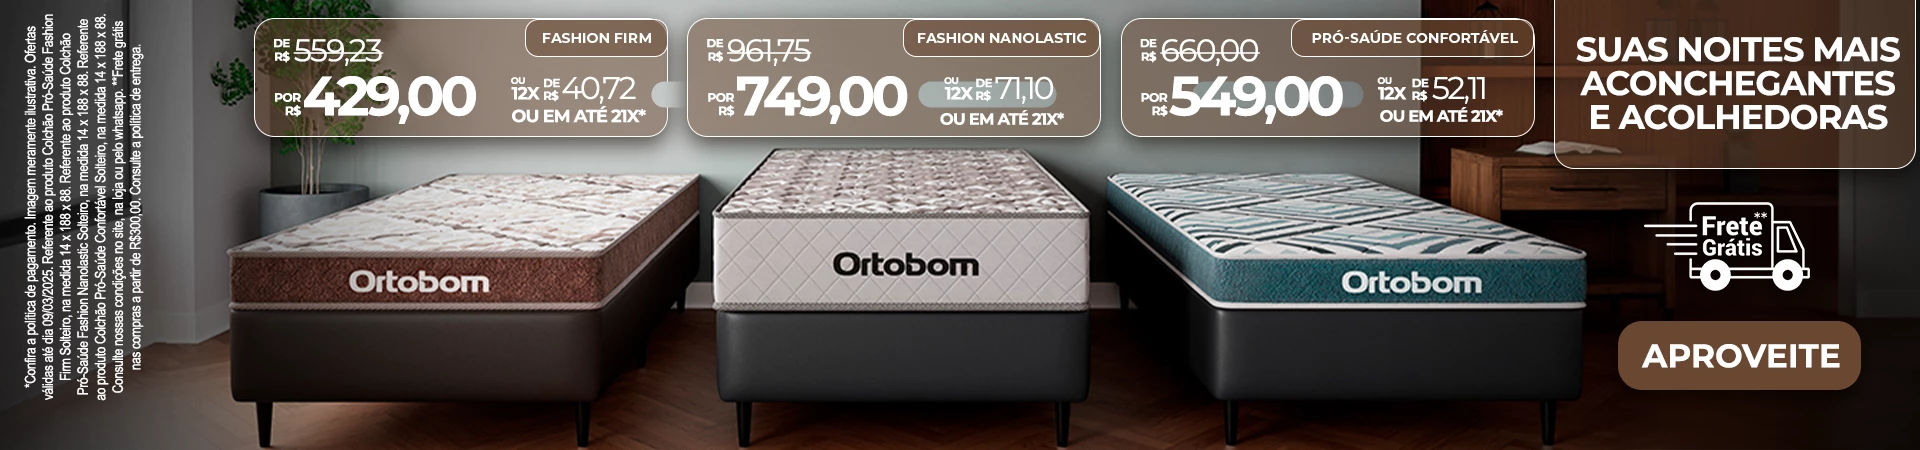 *Confira a política de pagamento. Imagem meramente ilustrativa. Ofertas
válidas até dia 09/03/2025. Referente ao produto Colchão Pró-Saúde Fashion
Firm Solteiro, na medida 14 x 188 x 88. Referente ao produto Colchão
Pró-Saúde Fashion Nanolastic Solteiro, na medida 14 x 188 x 88. Referente
ao produto Colchão Pró-Saúde Confortável Solteiro, na medida 14 x 188 x 88.
Consulte nossas condições no site, na loja ou pelo whatsapp. **Frete grátis
nas compras a partir de R$300,00. Consulte a política de entrega.
FASHION FIRM
DE R$ 559,23
POR R$ 429,00
OU 12X DE R$ 40,72
OU EM ATÉ 21X*
FASHION NANOLASTIC
DE R$ 961,75
POR R$ 749,00
OU 12X DE R$ 71,10
OU EM ATÉ 21X*
PRÓ-SAÚDE CONFORTÁVEL
DE R$ 660,00
POR R$ 549,00
OU 12X DE R$ 52,11
OU EM ATÉ 21X*
SUAS NOITES MAIS
ACONCHEGANTES
E ACOLHEDORAS
Ortobom
Ortobom
Ortobom
Frete**
Grátis
APROVEITE